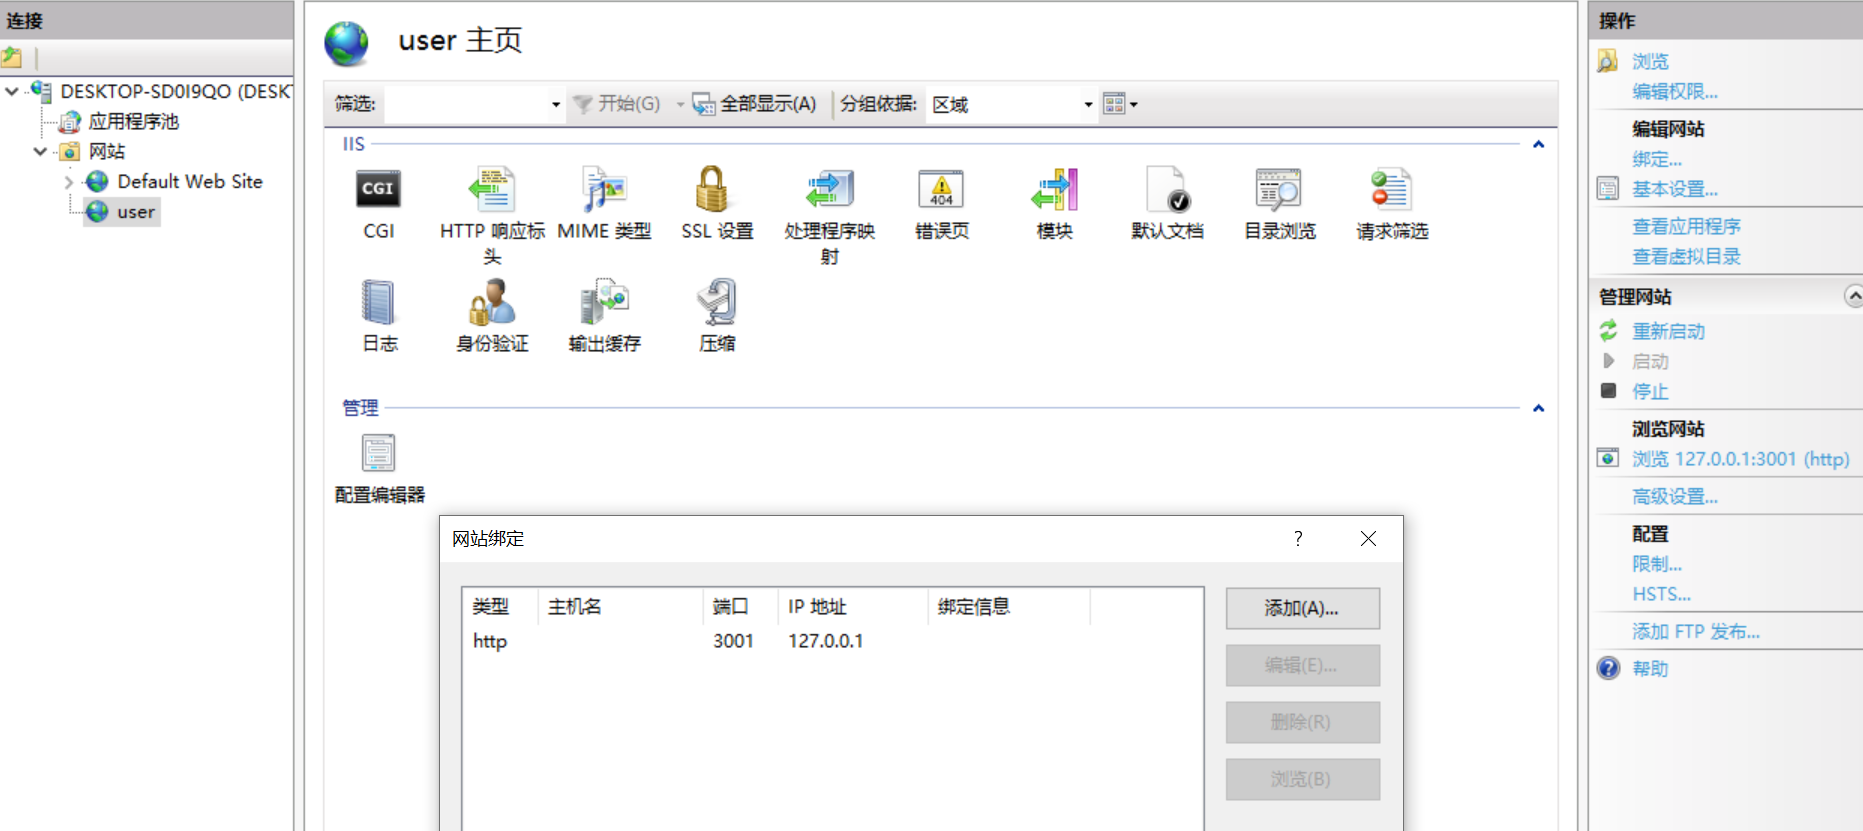 连接
DESKTOP-SD0I9QO (DESKT
应用程序池
网站
Default Web Site
user
user 主页
筛选:
开始(G)
全部显示(A)
分组依据:
区域
IIS
CGI
CGI
HTTP 响应标
头
MIME 类型
SSL 设置
处理程序映
射
404
错误页
模块
默认文档
目录浏览
请求筛选
日志
身份验证
输出缓存
压缩
管理
配置编辑器
网站绑定
?
类型 主机名 端口 IP 地址 绑定信息
http 3001 127.0.0.1
添加(A)...
编辑(E)...
删除(R)
浏览(B)
操作
浏览
编辑权限...
编辑网站
绑定...
基本设置...
查看应用程序
查看虚拟目录
管理网站
重新启动
启动
停止
浏览网站
浏览 127.0.0.1:3001 (http)
高级设置...
配置
限制...
HSTS...
添加 FTP 发布...
帮助